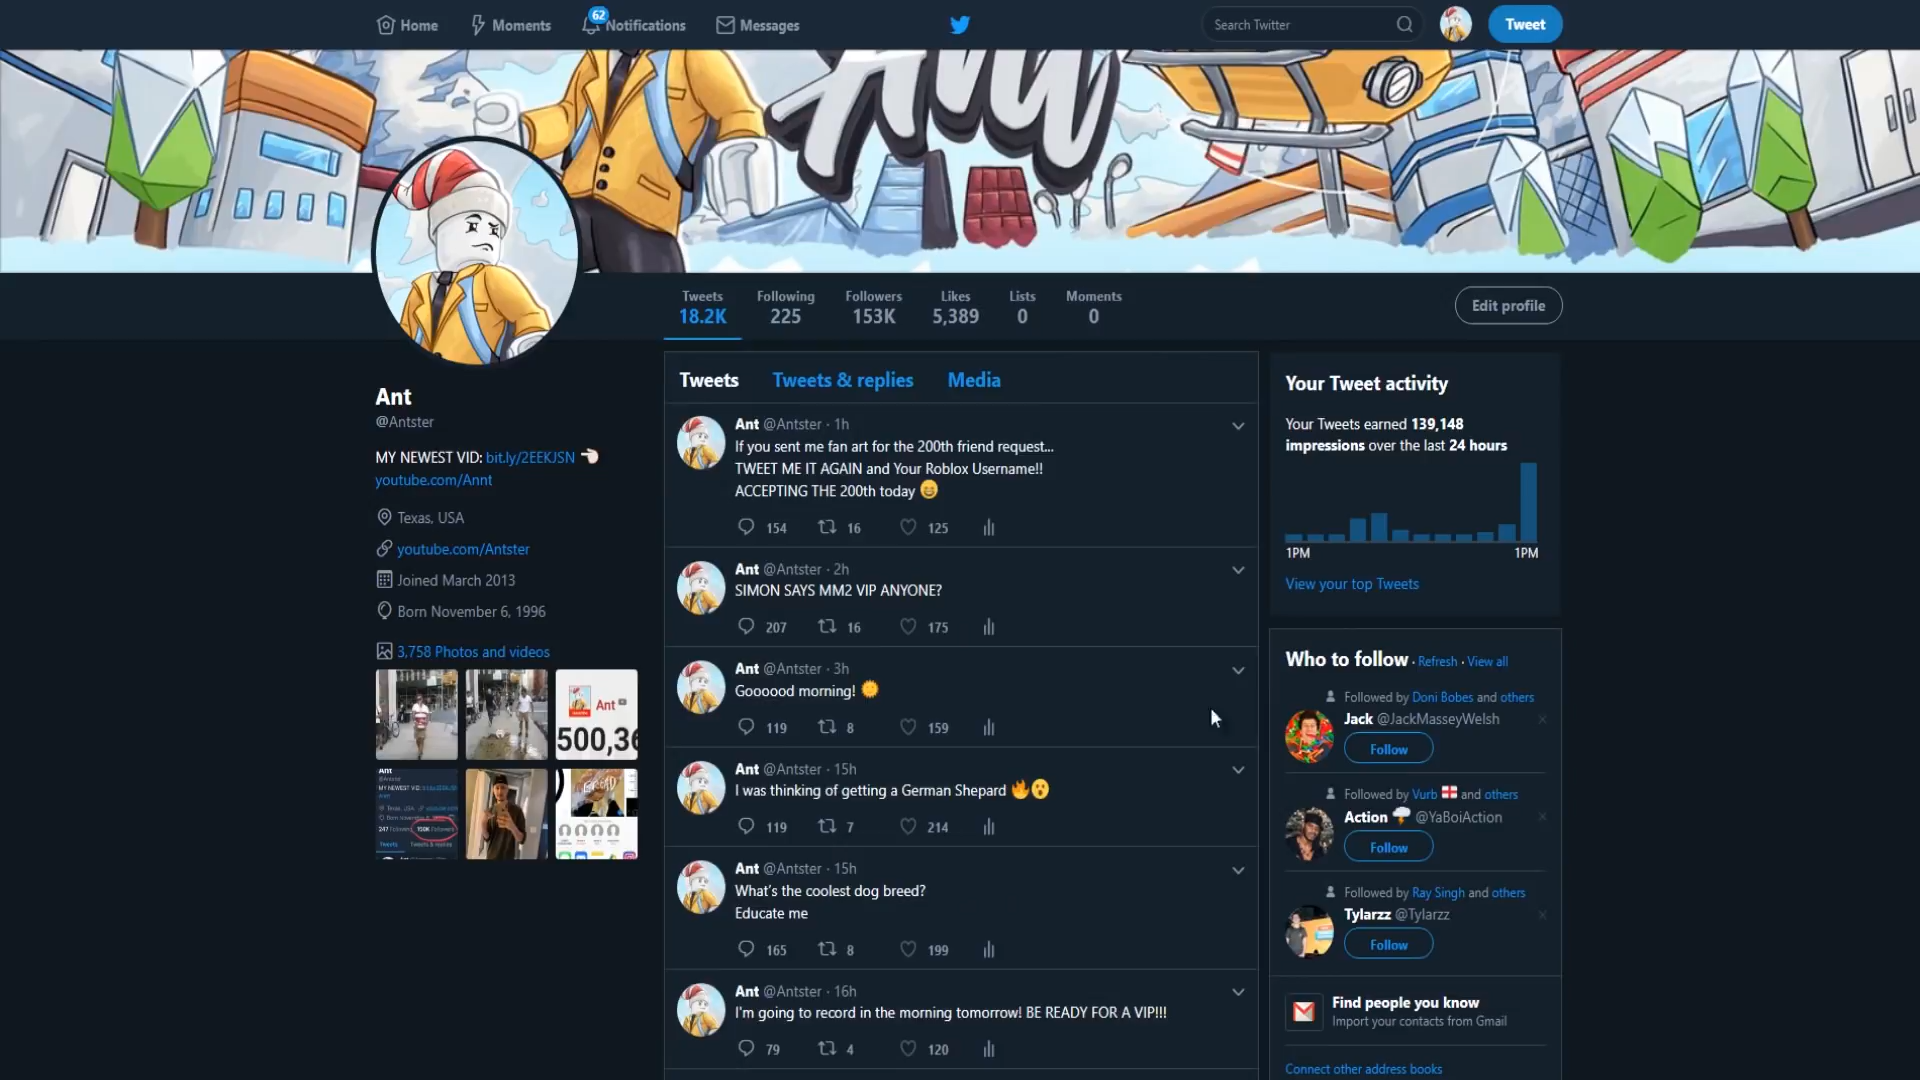 Home
Moments
62
Notifications
Messages
Search Twitter
Tweet
Ant
Tweets
18.2K
Following
225
Followers
153K
Likes
5,389
Lists
0
Moments
0
Edit profile
Ant
@Antster
MY NEWEST VID: bit.ly/2EEKJSN
youtube.com/Annt
Texas, USA
youtube.com/Antster
Joined March 2013
Born November 6, 1996
3,758 Photos and videos
Ant
500,36
Tweets
Tweets & replies
Media
Ant @Antster · 1h
If you sent me fan art for the 200th friend request...
TWEET ME IT AGAIN and Your Roblox Username!!
ACCEPTING THE 200th today
154
16
125
Ant @Antster · 2h
SIMON SAYS MM2 VIP ANYONE?
207
16
175
Ant @Antster · 3h
Goooood morning!
119
8
159
Ant @Antster · 15h
I was thinking of getting a German Shepard
119
7
214
Ant @Antster · 15h
What's the coolest dog breed?
Educate me
165
8
199
Ant @Antster · 16h
I'm going to record in the morning tomorrow! BE READY FOR A VIP!!!
79
4
120
Your Tweet activity
Your Tweets earned 139,148
impressions over the last 24 hours
1PM
1PM
View your top Tweets
Who to follow · Refresh · View all
Followed by Doni Bobes and others
Jack @JackMasseyWelsh
Follow
Followed by Vurb and others
Action @YaBoiAction
Follow
Followed by Ray Singh and others
Tylarzz @Tylarzz
Follow
Find people you know
Import your contacts from Gmail
Connect other address books